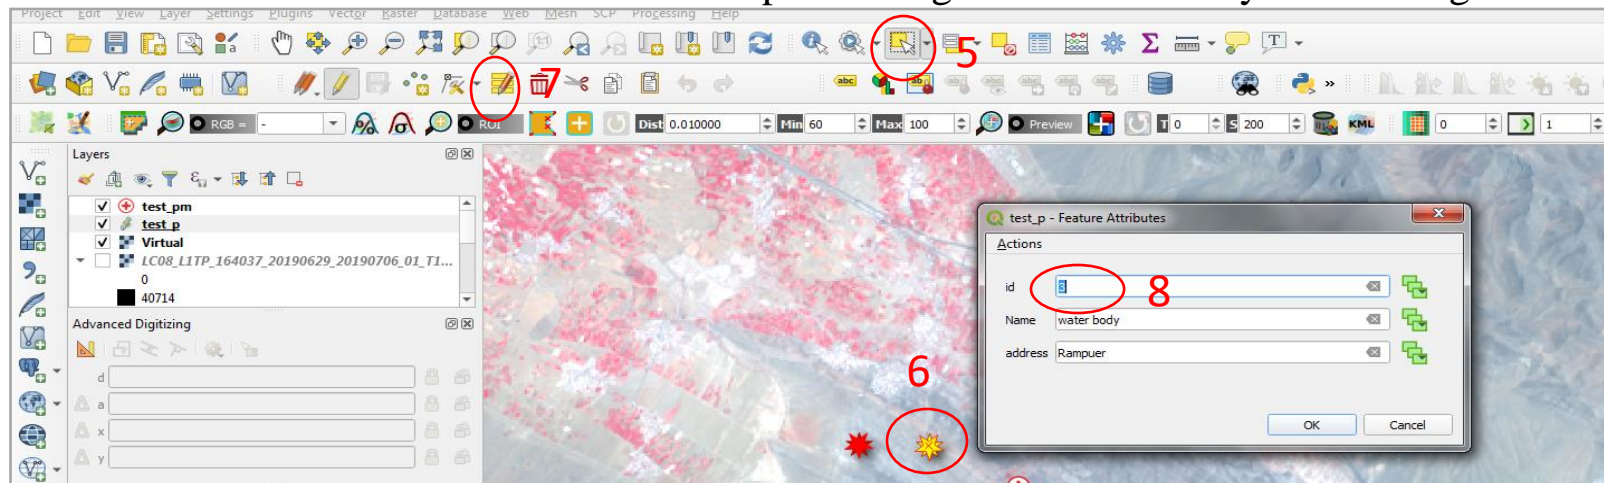 Project Edit View Layer Settings Plugins Vector Raster Database Web Mesh SCP Processing Help
5
7
abc
RGB = -
ROI
Dist 0.010000
Min 60
Max 100
Preview
T 0
S 200
KML
0
1
Layers
test_pm
test_p
Virtual
LC08_L1TP_164037_20190629_20190706_01_T1...
0
40714
Advanced Digitizing
d
a
x
y
6
test_p - Feature Attributes
Actions
id 3
8
Name water body
address Rampuer
OK Cancel